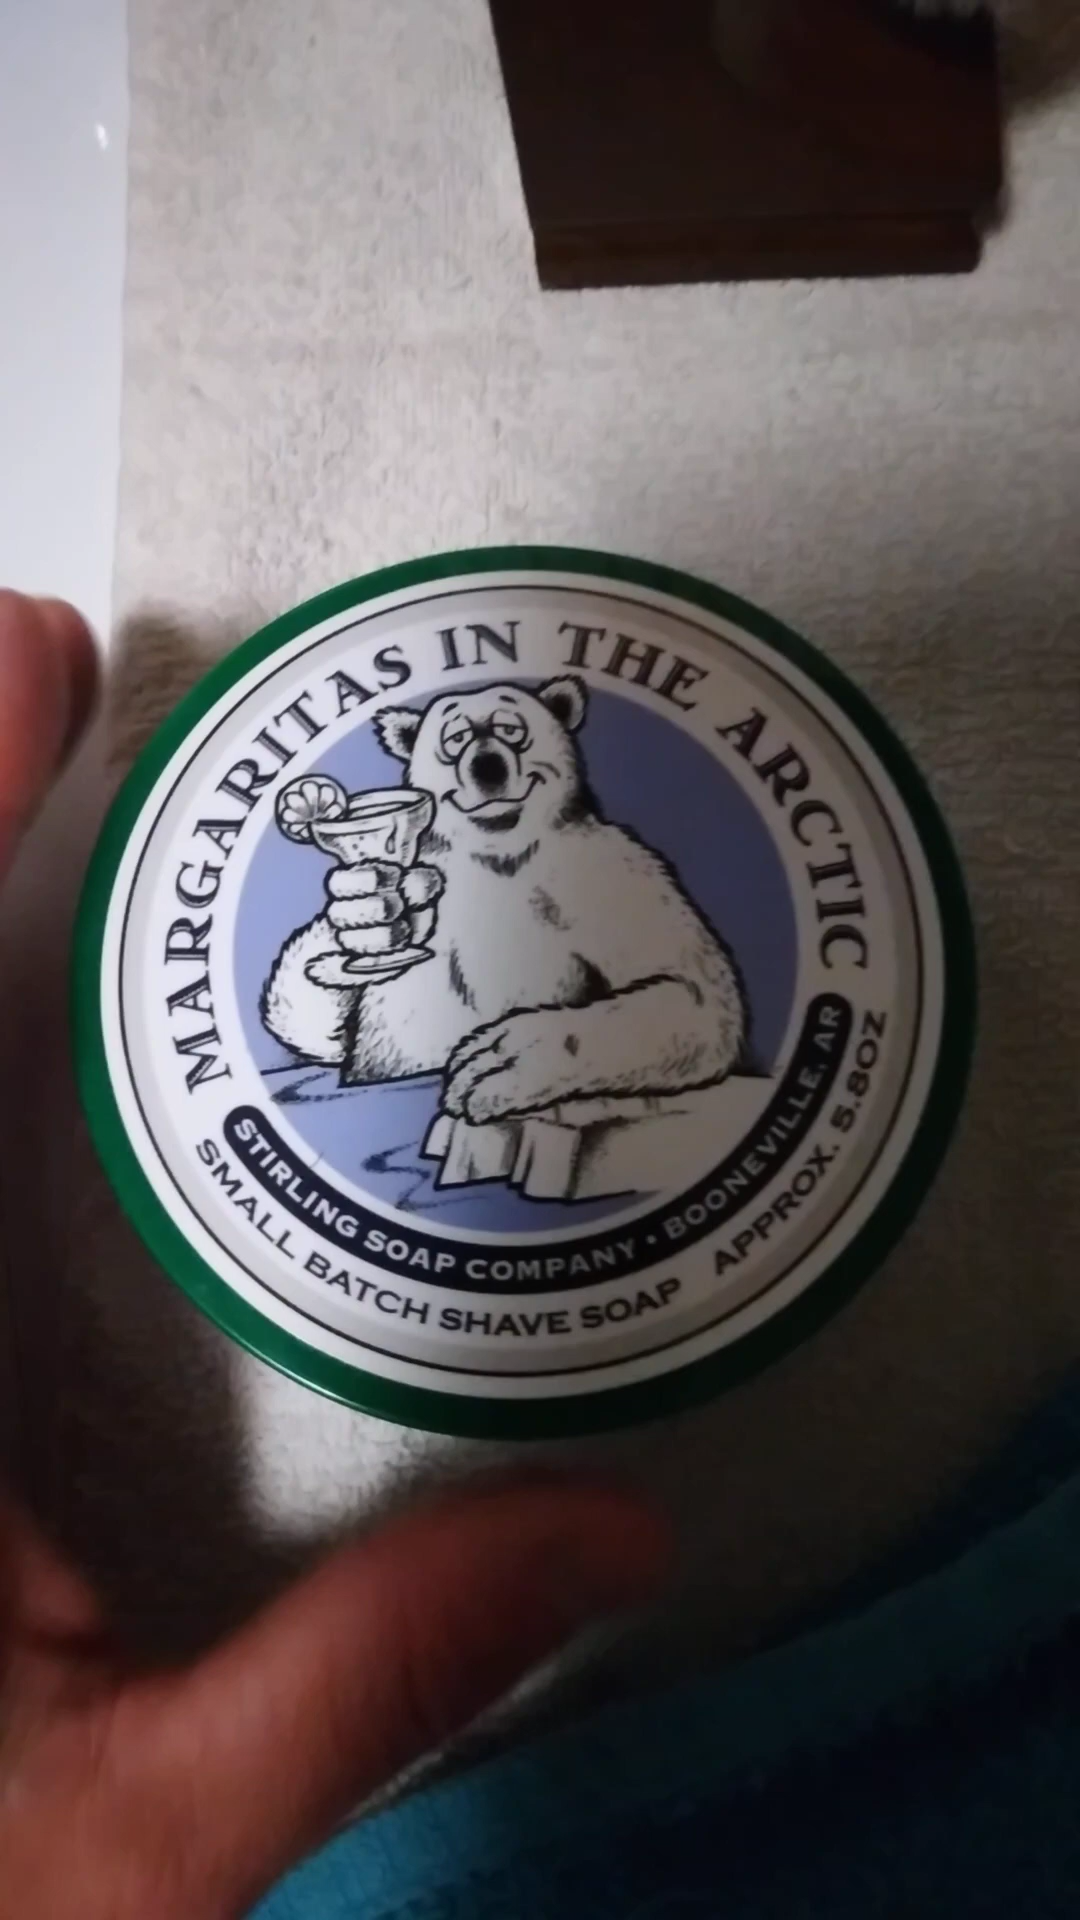 MARGARITAS IN THE ARCTIC
STIRLING SOAP COMPANY • BOONEVILLE, AR
SMALL BATCH SHAVE SOAP APPROX. 5.8OZ